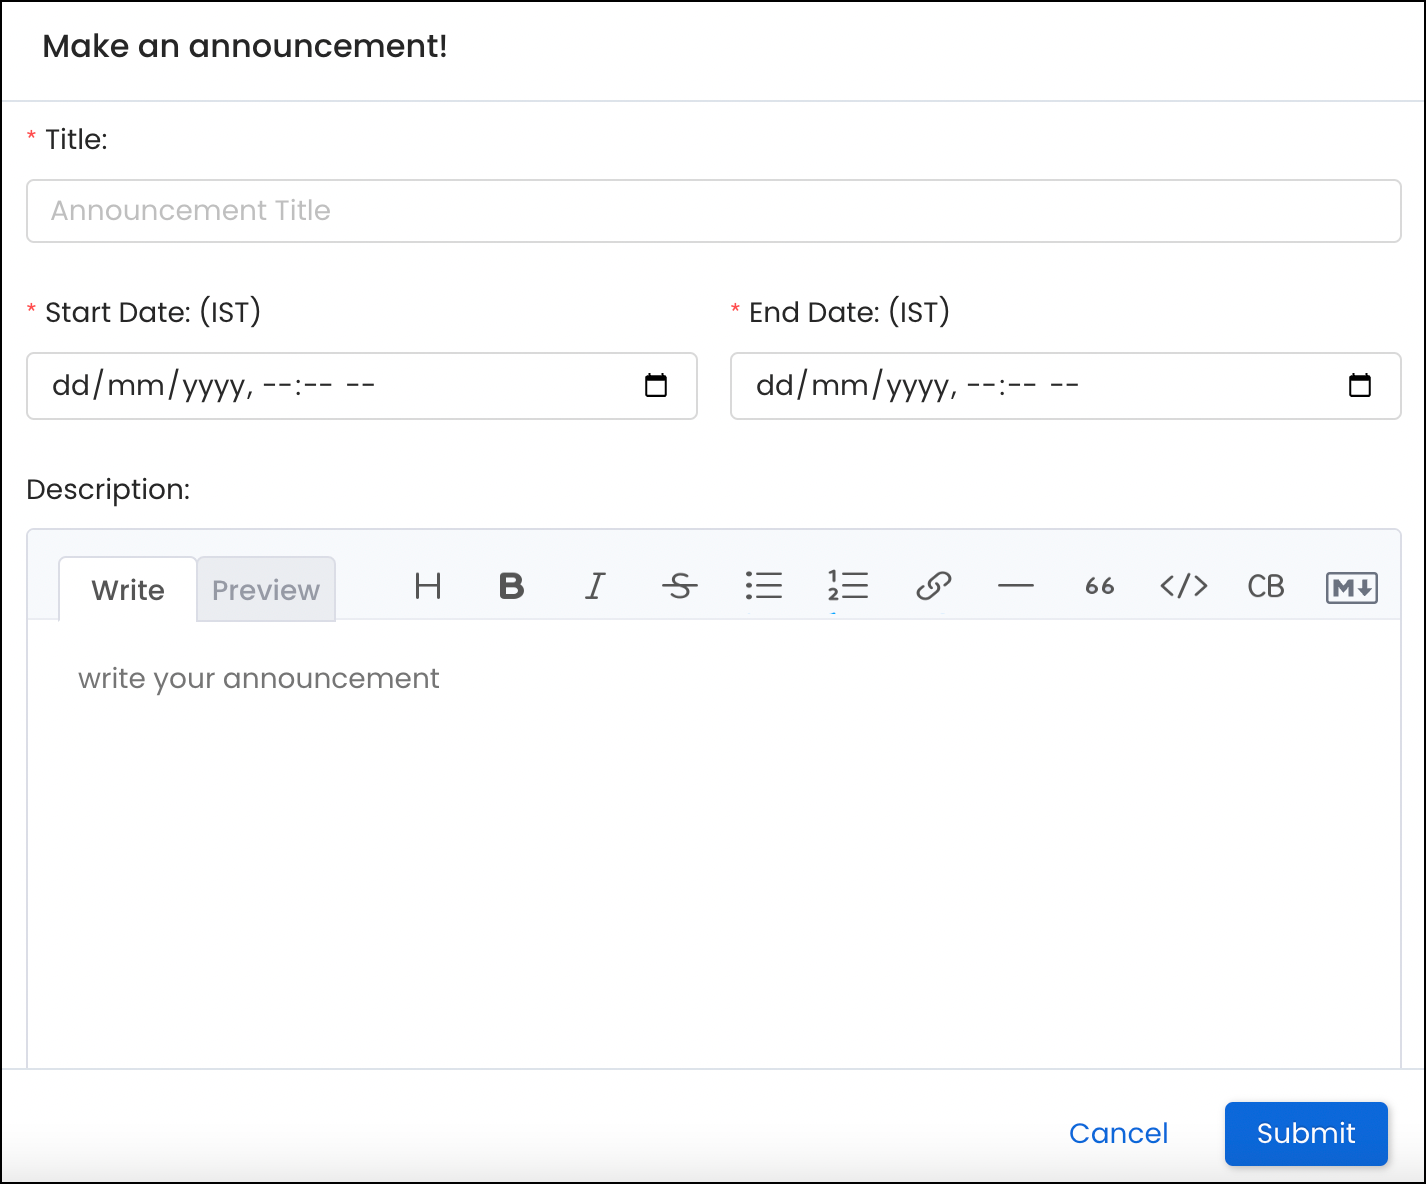 Make an announcement!
* Title:
Announcement Title
* Start Date: (IST)
* End Date: (IST)
dd/mm/yyyy, --:-- --
dd/mm/yyyy, --:-- --
Description:
Write Preview H B I S 66 </> CB M
write your announcement
Cancel Submit